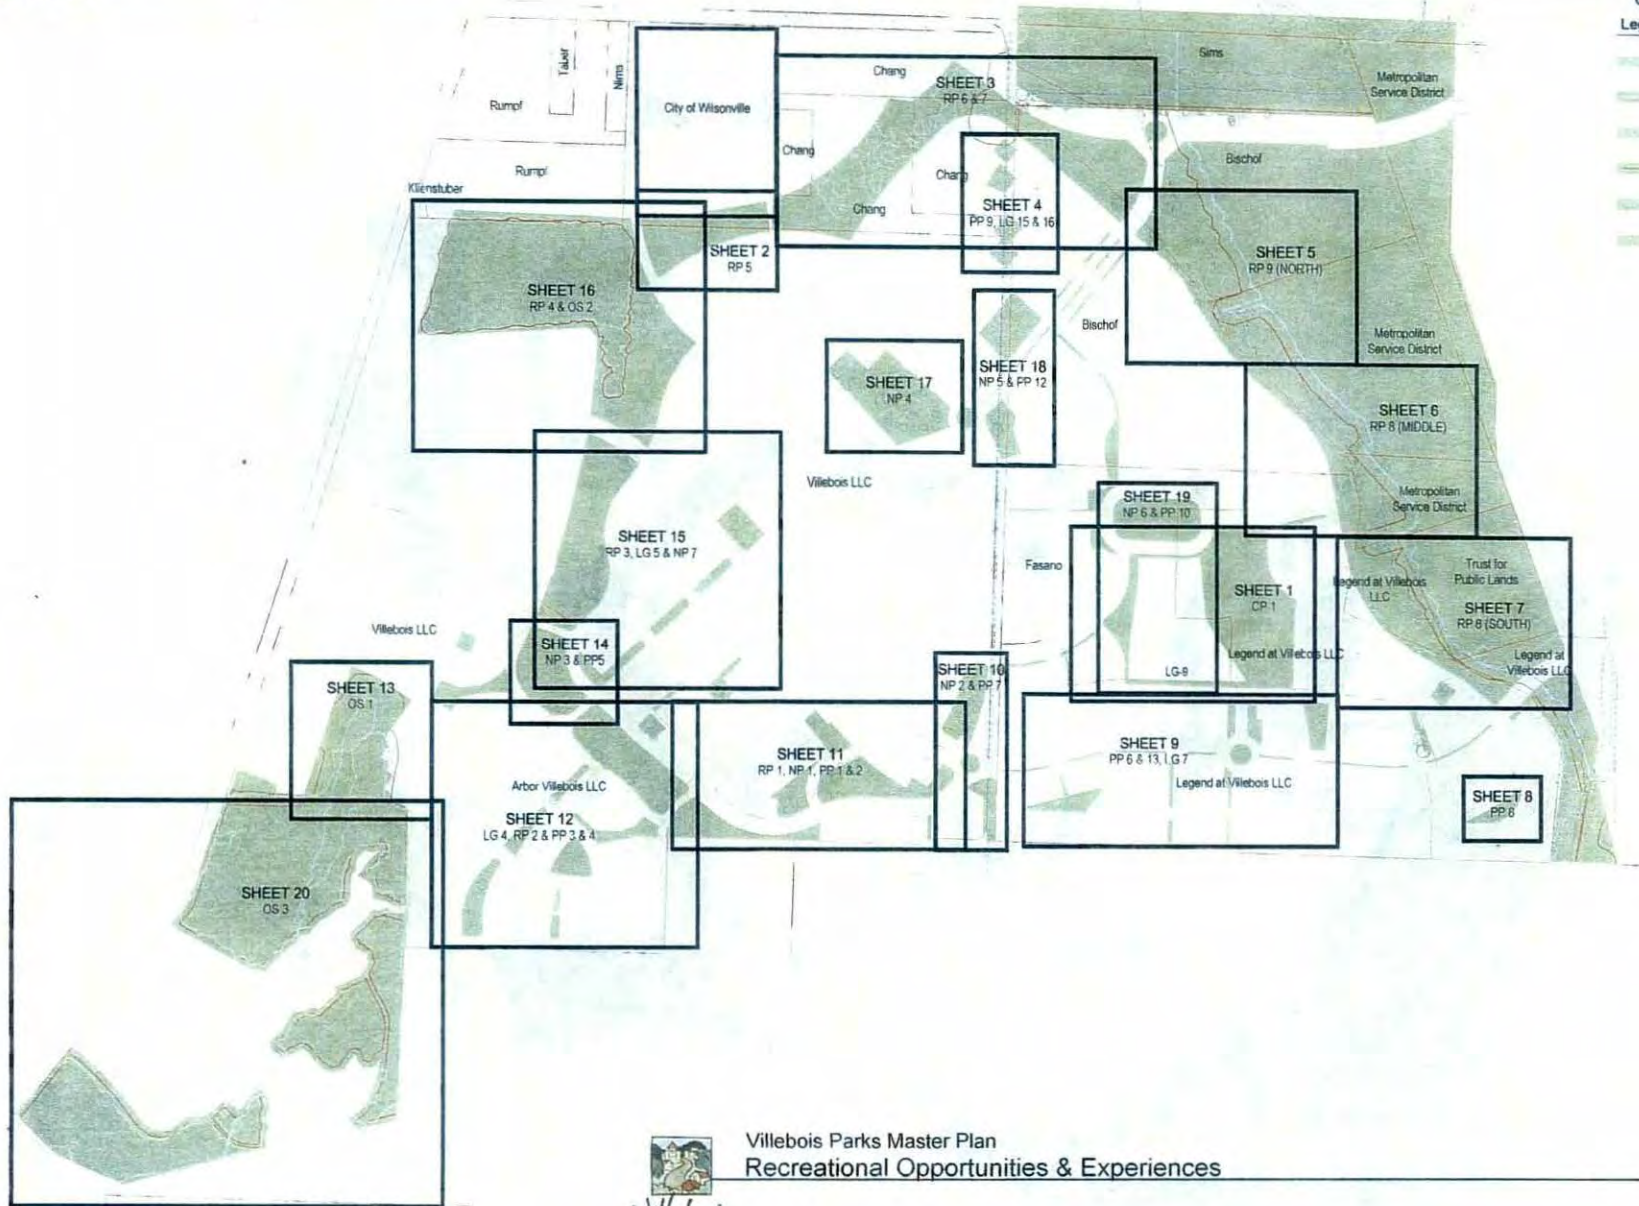 Taber
Nims
Rumpf
Rumpf
Klienstuber
City of Wilsonville
Chang
SHEET 3
RP 6 & 7
Chang
Chang
Chang
Sims
Metropolitan
Service District
Bischof
SHEET 4
PP 9, LG 15 & 16
SHEET 2
RP 5
SHEET 5
RP 9 (NORTH)
SHEET 16
RP 4 & OS 2
Bischof
Metropolitan
Service District
SHEET 17
NP 4
SHEET 18
NP 5 & PP 12
SHEET 6
RP 8 (MIDDLE)
Villebois LLC
Metropolitan
Service District
SHEET 19
NP 6 & PP 10
SHEET 15
RP 3, LG 5 & NP 7
Fasano
SHEET 1
CP 1
Legend at Villebois
LLC
Trust for
Public Lands
SHEET 7
RP 8 (SOUTH)
Villebois LLC
SHEET 14
NP 3 & PP5
Legend at Villebois LLC
Legend at
Villebois LLC
SHEET 10
NP 2 & PP 7
LG-9
SHEET 13
OS 1
SHEET 11
RP 1, NP 1, PP 1 & 2
SHEET 9
PP 6 & 13, LG 7
Legend at Villebois LLC
Arbor Villebois LLC
SHEET 8
PP 8
SHEET 12
LG 4, RP 2 & PP 3 & 4
SHEET 20
OS 3
Villebois Parks Master Plan
Recreational Opportunities & Experiences